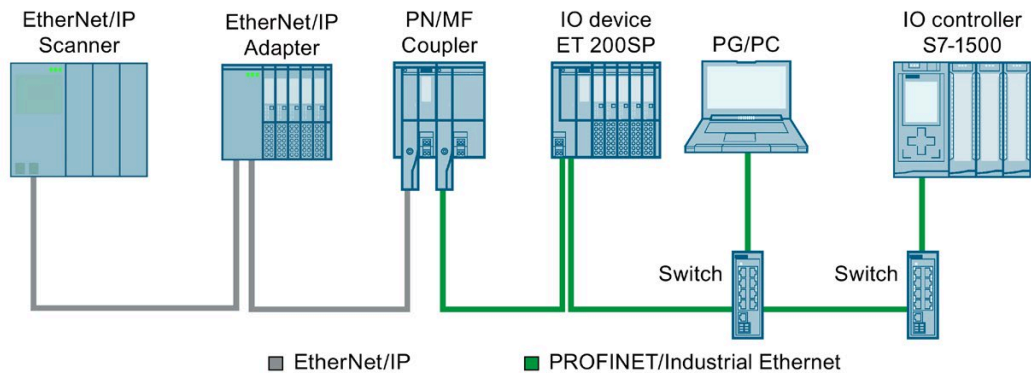 EtherNet/IP
Scanner
EtherNet/IP
Adapter
PN/MF
Coupler
IO device
ET 200SP
PG/PC
IO controller
S7-1500
Switch
Switch
EtherNet/IP
PROFINET/Industrial Ethernet